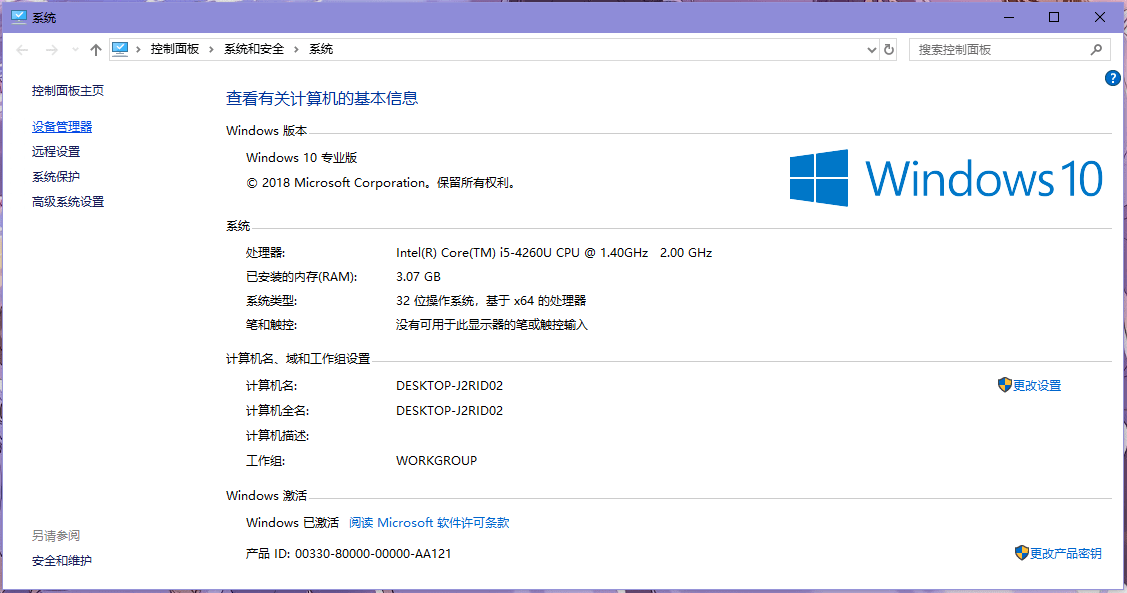 系统
控制面板 › 系统和安全 › 系统
搜索控制面板
?
控制面板主页
设备管理器
远程设置
系统保护
高级系统设置
查看有关计算机的基本信息
Windows 版本
Windows 10 专业版
© 2018 Microsoft Corporation。保留所有权利。
Windows 10
系统
处理器: Intel(R) Core(TM) i5-4260U CPU @ 1.40GHz 2.00 GHz
已安装的内存(RAM): 3.07 GB
系统类型: 32 位操作系统，基于 x64 的处理器
笔和触控: 没有可用于此显示器的笔或触控输入
计算机名、域和工作组设置
计算机名: DESKTOP-J2RID02 更改设置
计算机全名: DESKTOP-J2RID02
计算机描述:
工作组: WORKGROUP
Windows 激活
Windows 已激活 阅读 Microsoft 软件许可条款
产品 ID: 00330-80000-00000-AA121 更改产品密钥
另请参阅
安全和维护